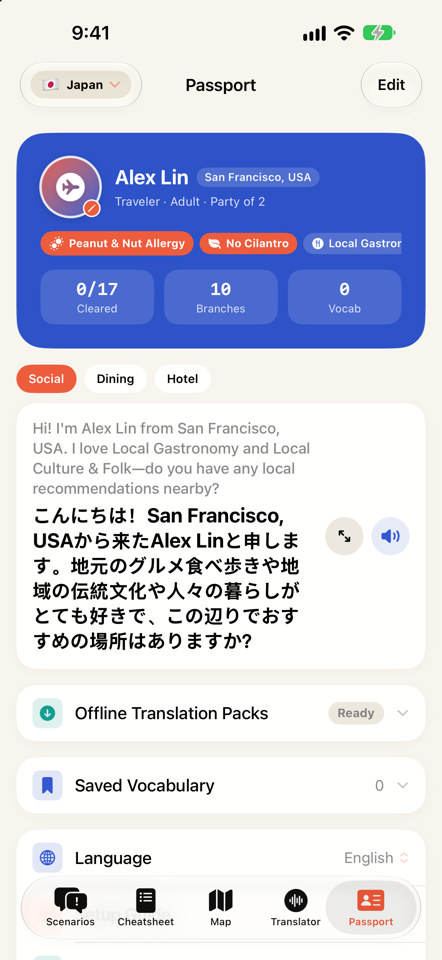 9:41
Japan
Passport
Edit
Alex Lin
San Francisco, USA
Traveler · Adult · Party of 2
Peanut & Nut Allergy
No Cilantro
Local Gastror
0/17
Cleared
10
Branches
0
Vocab
Social
Dining
Hotel
Hi! I'm Alex Lin from San Francisco,
USA. I love Local Gastronomy and Local
Culture & Folk—do you have any local
recommendations nearby?
こんにちは！San Francisco,
USAから来たAlex Linと申しま
す。地元のグルメ食べ歩きや地
域の伝統文化や人々の暮らしが
とても好きで、この辺りでおす
すめの場所はありますか?
Offline Translation Packs
Ready
Saved Vocabulary
0
Language
English
Scenarios
Cheatsheet
Map
Translator
Passport